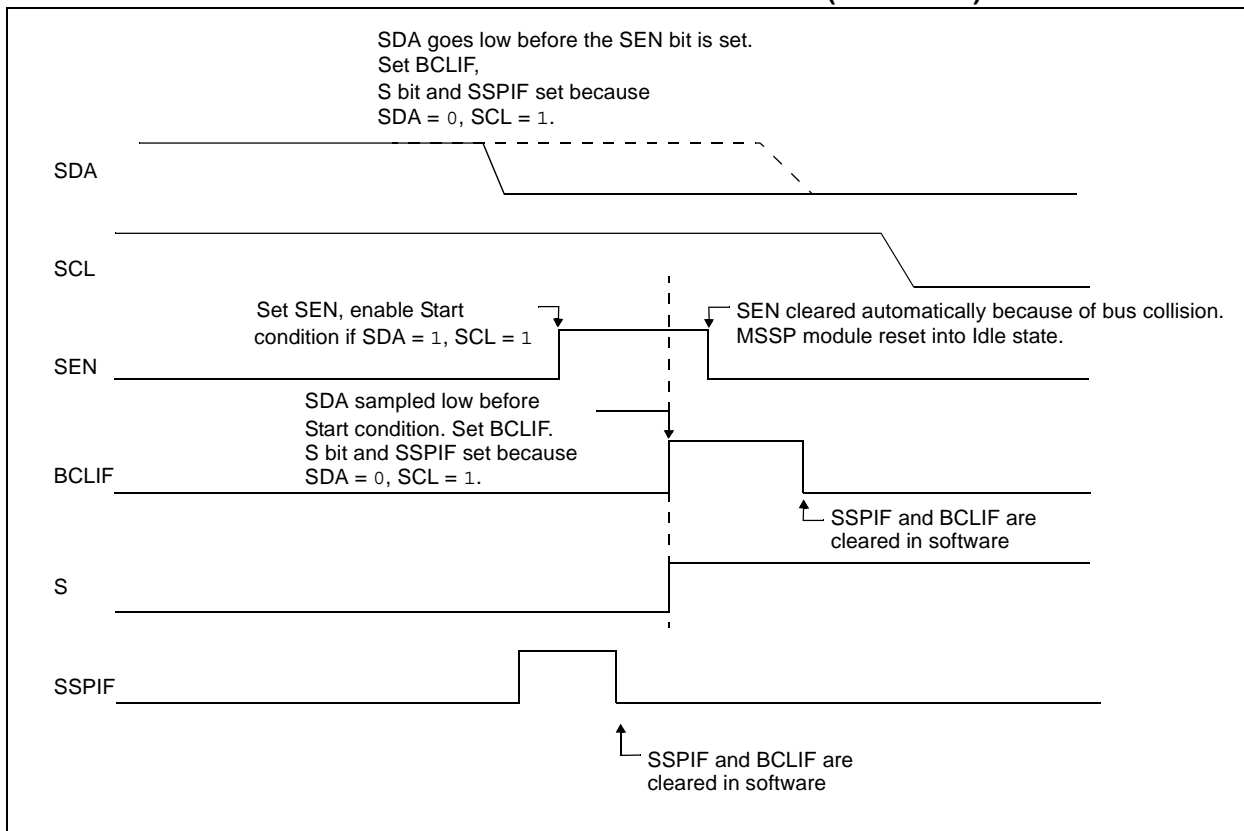 SDA goes low before the SEN bit is set.
Set BCLIF,
S bit and SSPIF set because
SDA = 0, SCL = 1.
SDA
SCL
Set SEN, enable Start
condition if SDA = 1, SCL = 1
SEN cleared automatically because of bus collision.
MSSP module reset into Idle state.
SEN
SDA sampled low before
Start condition. Set BCLIF.
S bit and SSPIF set because
SDA = 0, SCL = 1.
BCLIF
SSPIF and BCLIF are
cleared in software
S
SSPIF
SSPIF and BCLIF are
cleared in software